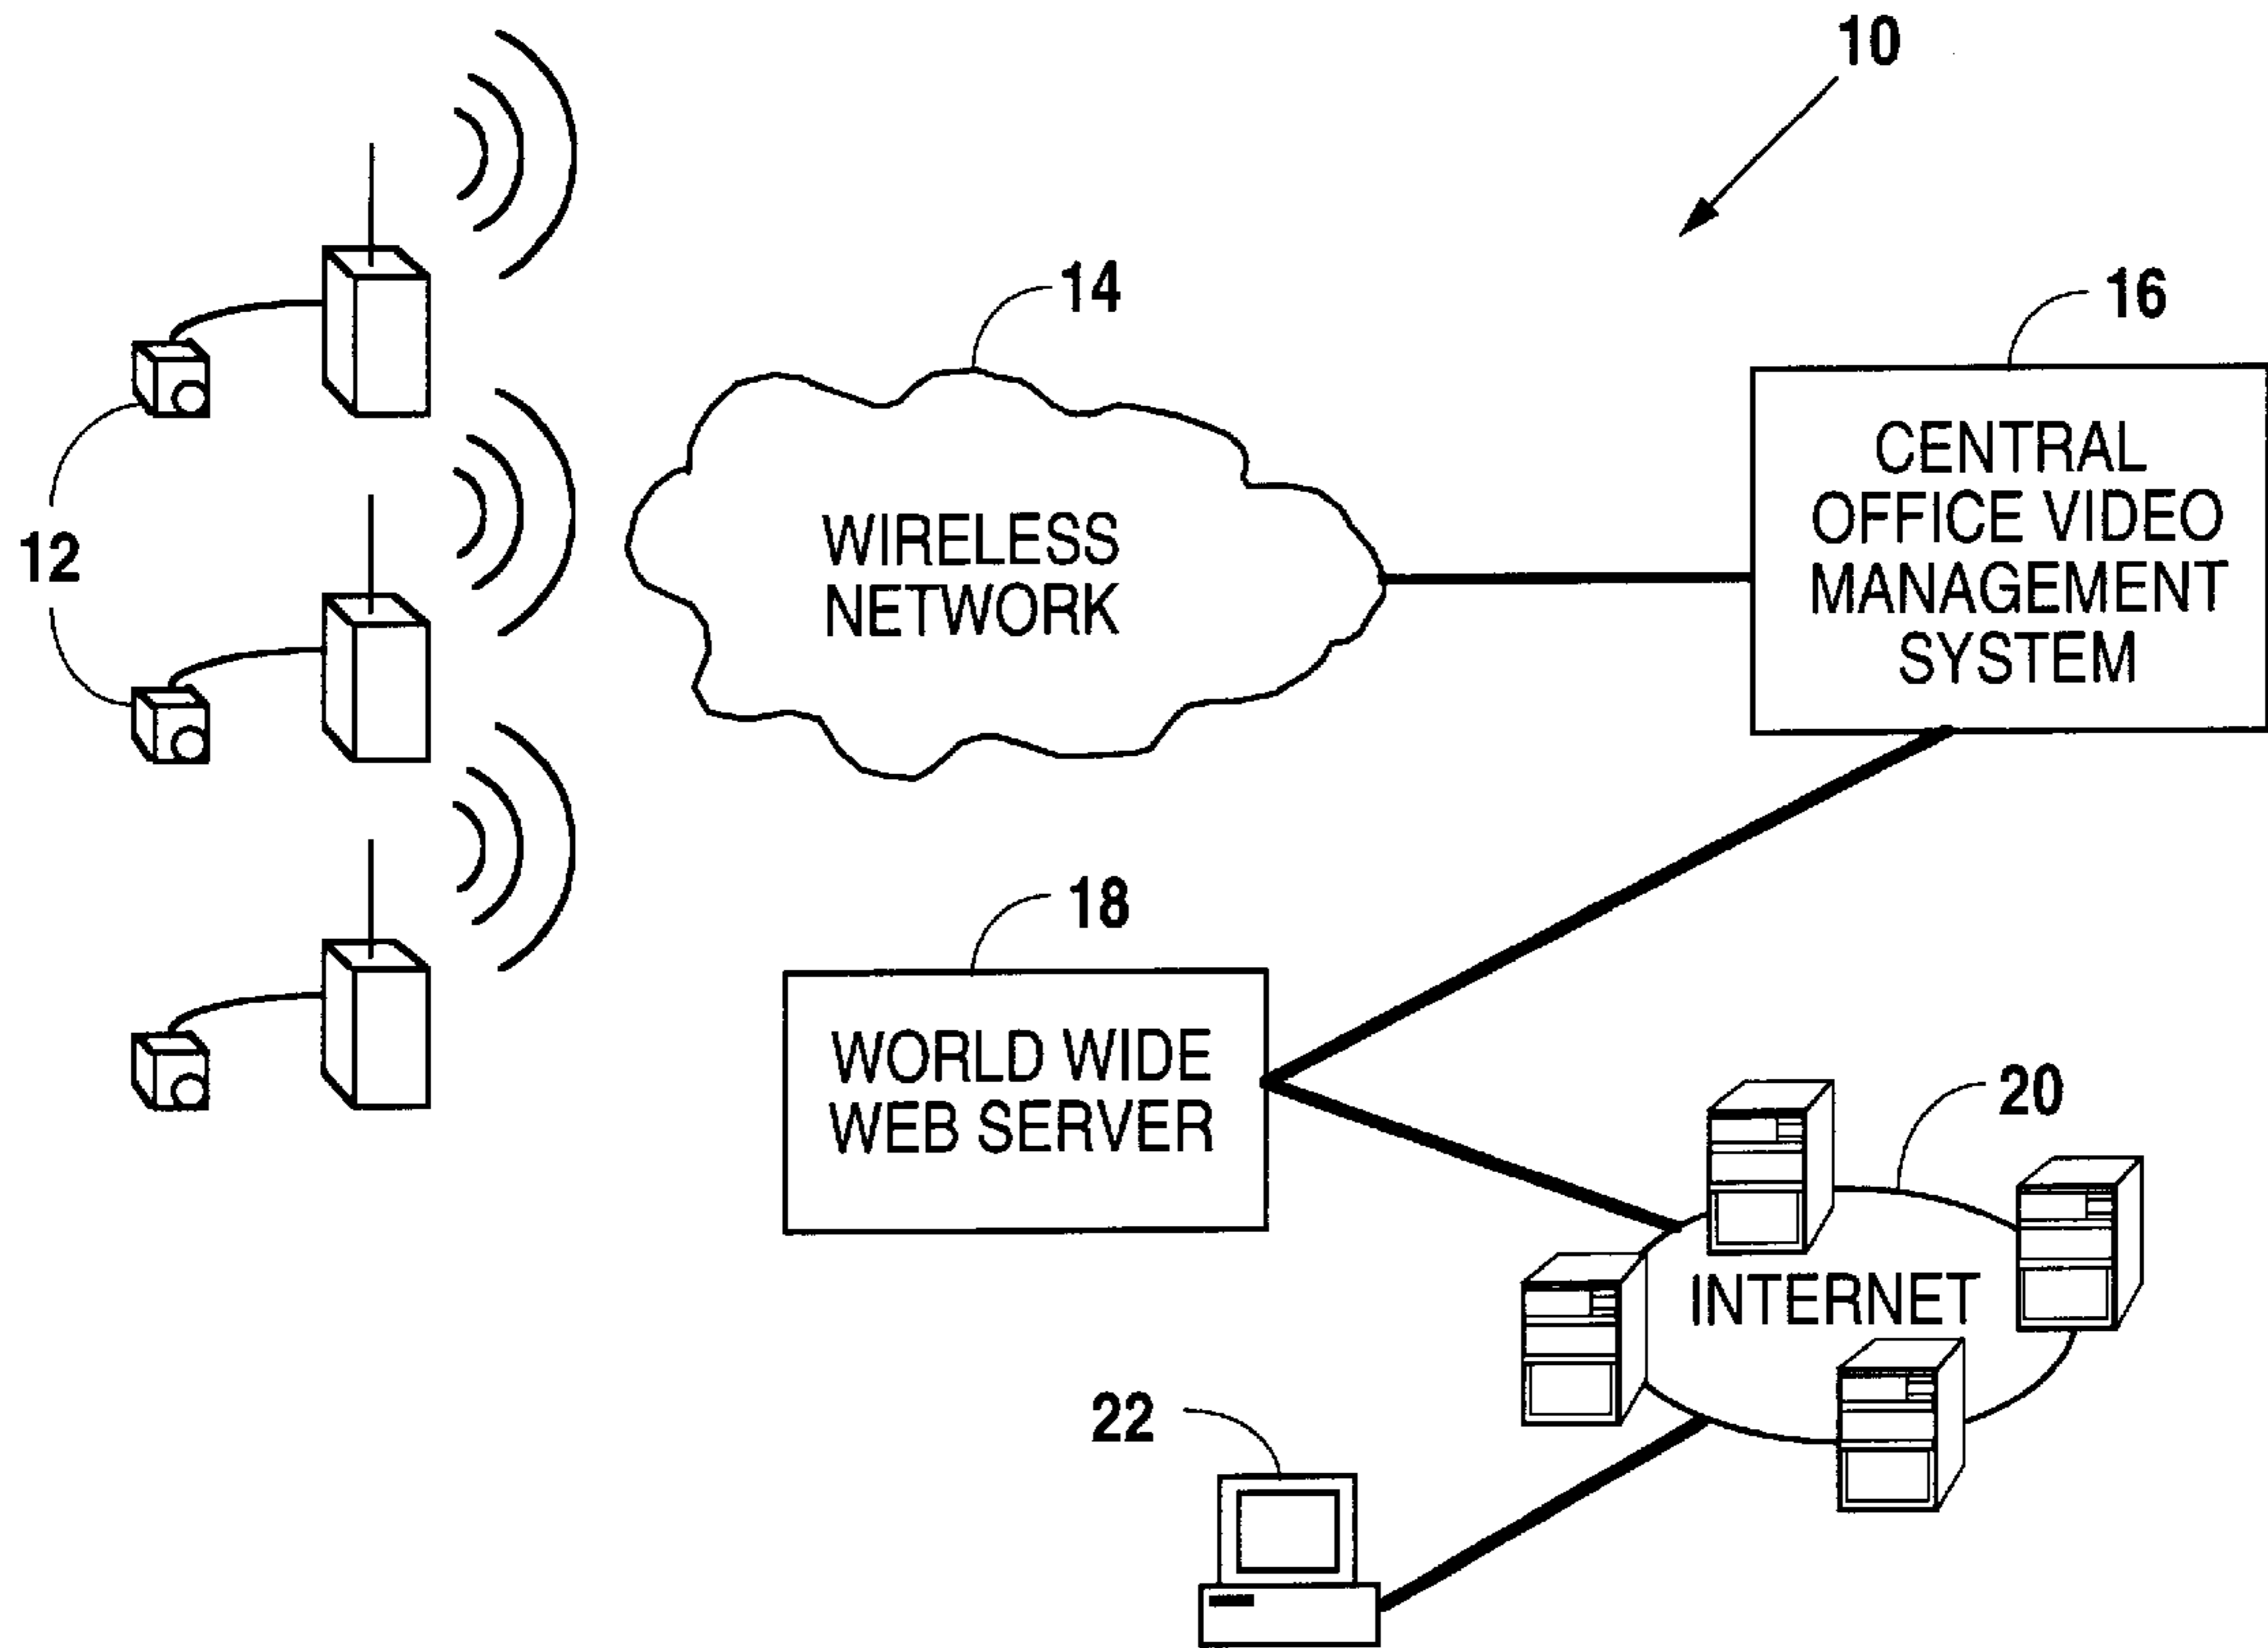 10
14
16
CENTRAL
OFFICE VIDEO
MANAGEMENT
SYSTEM
WIRELESS
NETWORK
12
18
WORLD WIDE
WEB SERVER
20
INTERNET
22